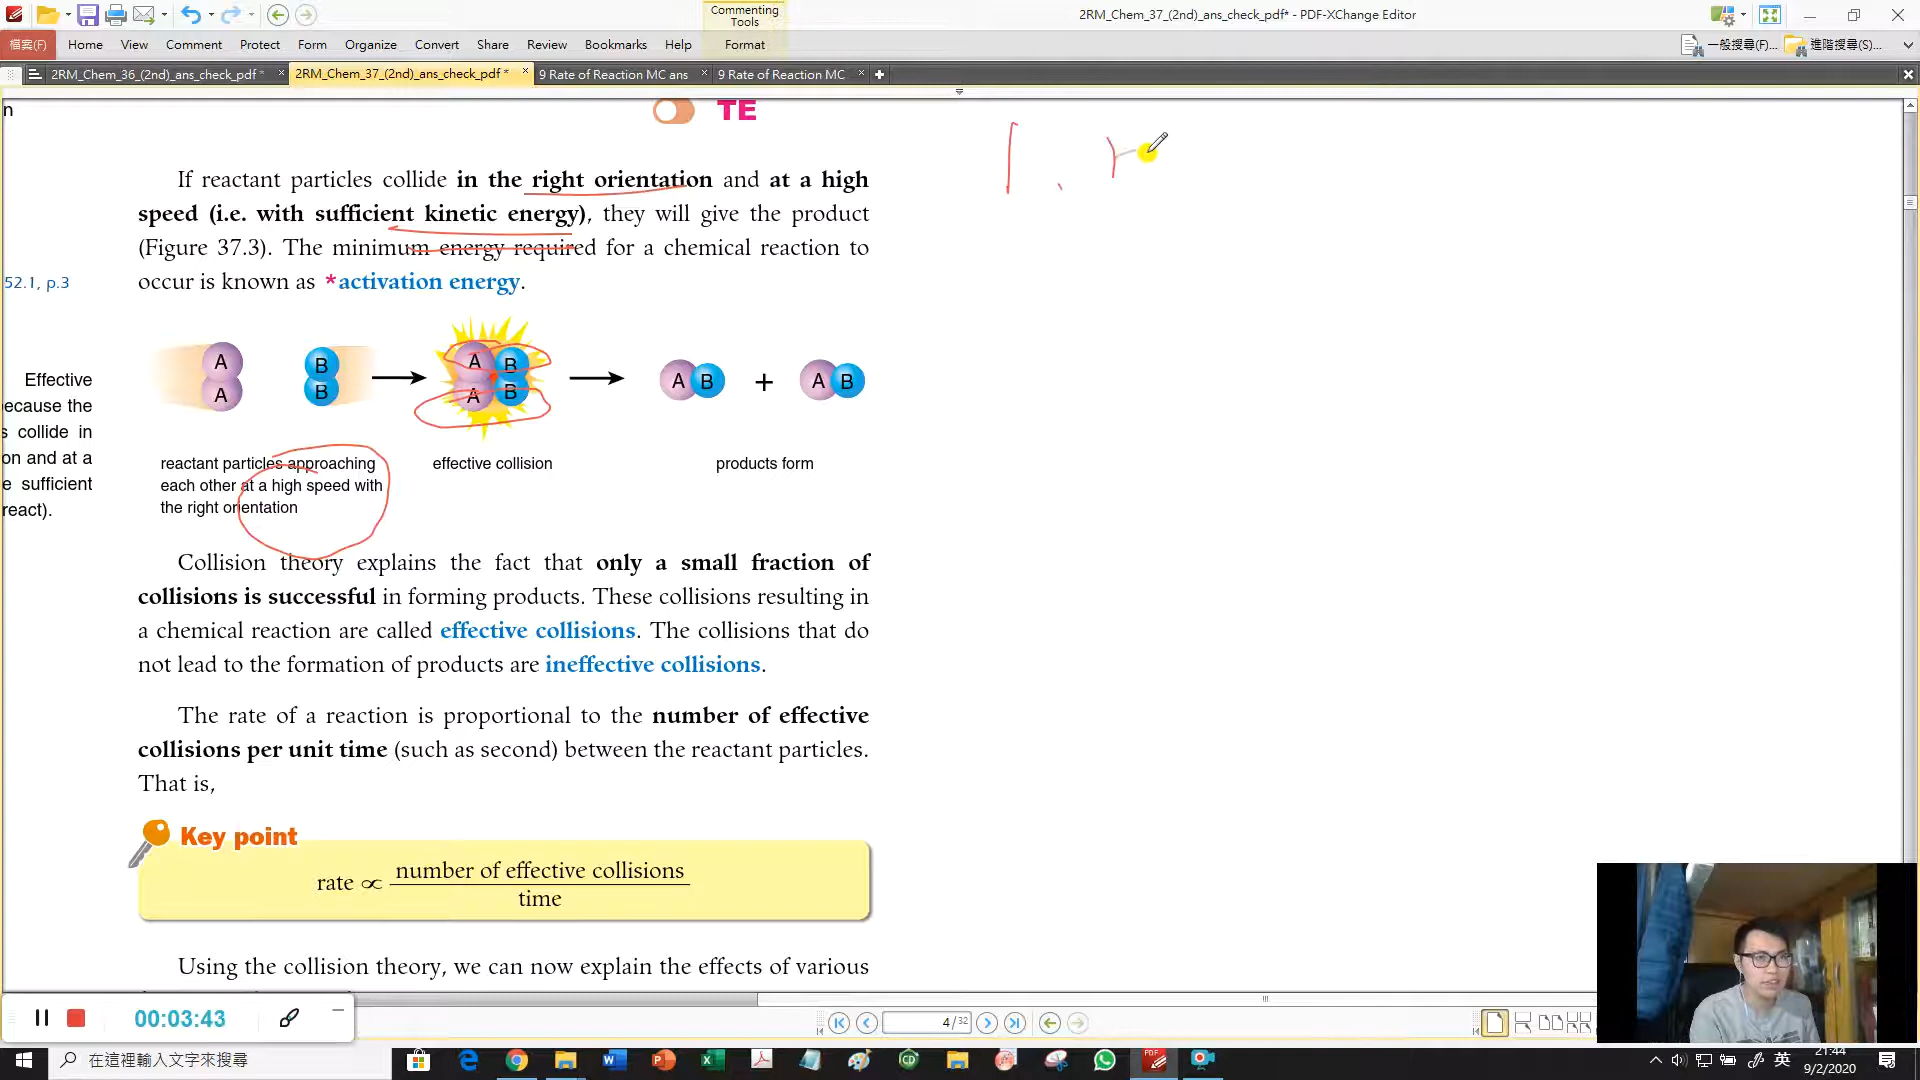 Commenting
Tools
2RM_Chem_37_(2nd)_ans_check_pdf* - PDF-XChange Editor
檔案(F)
Home View Comment Protect Form Organize Convert Share Review Bookmarks Help Format
一般搜尋(F)... 進階搜尋(S)...
2RM_Chem_36_(2nd)_ans_check_pdf *
2RM_Chem_37_(2nd)_ans_check_pdf *
9 Rate of Reaction MC ans
9 Rate of Reaction MC
n
TE
If reactant particles collide in the right orientation and at a high
speed (i.e. with sufficient kinetic energy), they will give the product
(Figure 37.3). The minimum energy required for a chemical reaction to
occur is known as *activation energy.
52.1, p.3
A B A B A B + A B
A B A B
Effective
ecause the
s collide in
on and at a
e sufficient
react).
reactant particles approaching
each other at a high speed with
the right orientation
effective collision
products form
Collision theory explains the fact that only a small fraction of
collisions is successful in forming products. These collisions resulting in
a chemical reaction are called effective collisions. The collisions that do
not lead to the formation of products are ineffective collisions.
The rate of a reaction is proportional to the number of effective
collisions per unit time (such as second) between the reactant particles.
That is,
Key point
rate ∝ number of effective collisions
time
Using the collision theory, we can now explain the effects of various
00:03:43
4 / 32
在這裡輸入文字來搜尋
英
21:44
9/2/2020